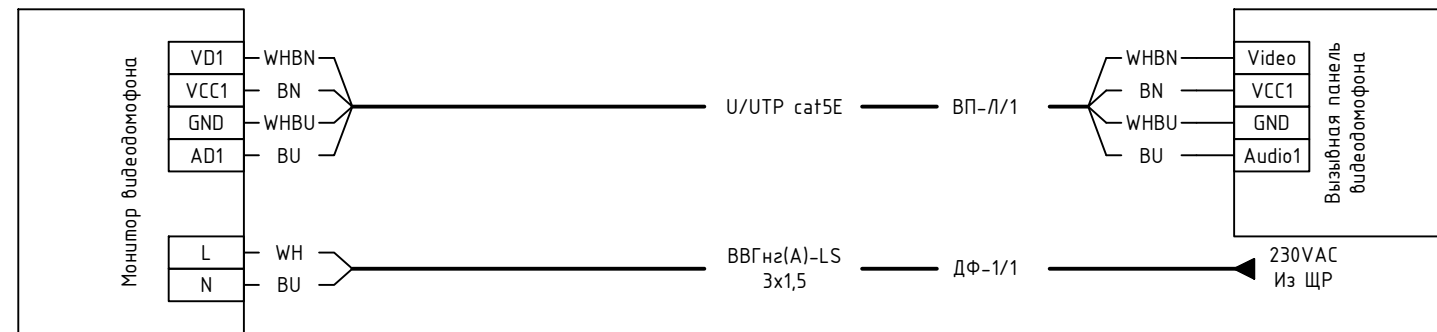 Монитор видеодомофона
VD1 WHBN
VCC1 BN
GND WHBU
AD1 BU
L WH
N BU
U/UTP cat5E ВП-Л/1
ВВГнг(A)-LS
3x1,5
ДФ-1/1
WHBN Video
BN VCC1
WHBU GND
BU Audio1
Вызывная панель
видеодомофона
230VAC
Из ЩР